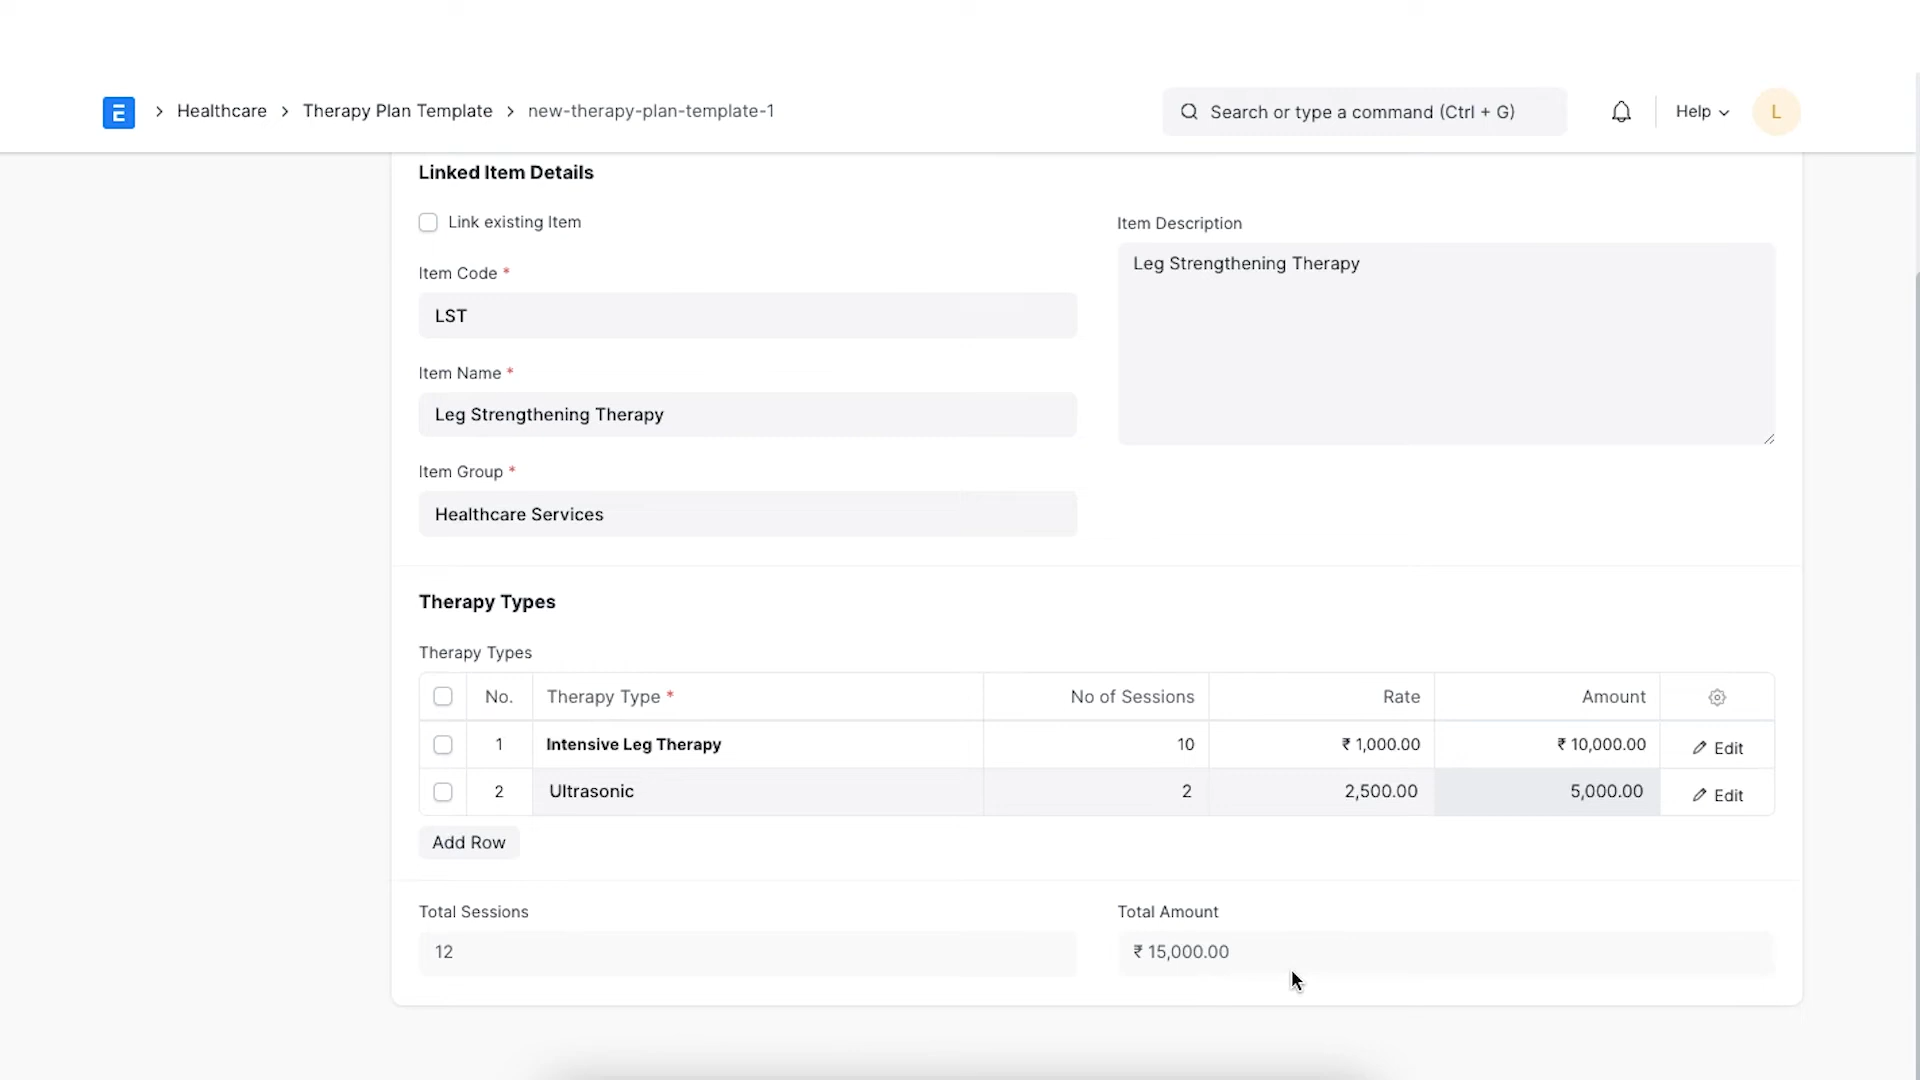 E > Healthcare > Therapy Plan Template > new-therapy-plan-template-1
Search or type a command (Ctrl + G)
Help
L
Linked Item Details
Link existing Item
Item Code *
LST
Item Name *
Leg Strengthening Therapy
Item Group *
Healthcare Services
Item Description
Leg Strengthening Therapy
Therapy Types
Therapy Types
No. Therapy Type * No of Sessions Rate Amount
1 Intensive Leg Therapy 10 ₹ 1,000.00 ₹ 10,000.00 Edit
2 Ultrasonic 2 2,500.00 5,000.00 Edit
Add Row
Total Sessions
12
Total Amount
₹ 15,000.00